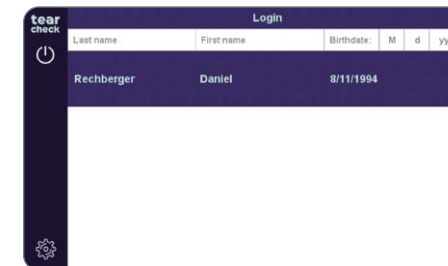 tear
check
Login
Last name First name Birthdate: M d yy
Rechberger Daniel 8/11/1994